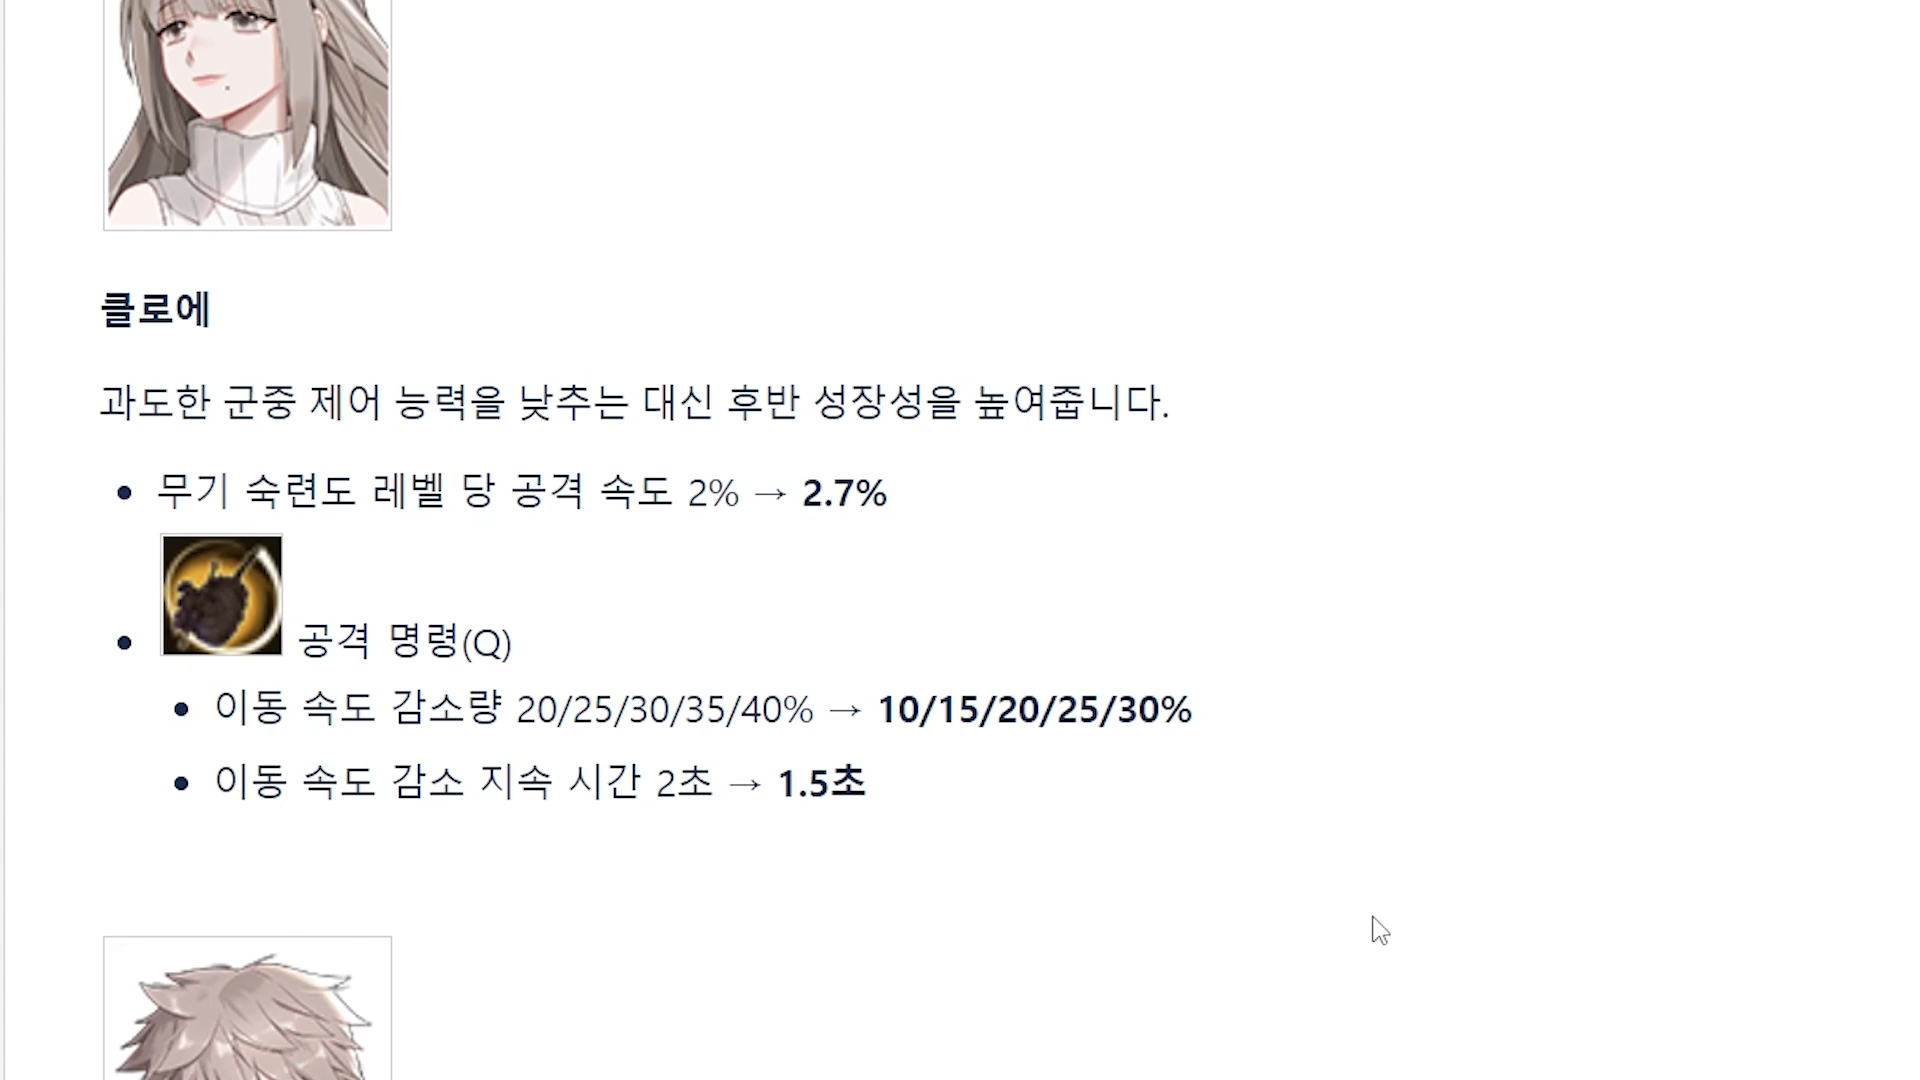 클로에
과도한 군중 제어 능력을 낮추는 대신 후반 성장성을 높여줍니다.
무기 숙련도 레벨 당 공격 속도 2% → 2.7%
공격 명령(Q)
이동 속도 감소량 20/25/30/35/40% → 10/15/20/25/30%
이동 속도 감소 지속 시간 2초 → 1.5초